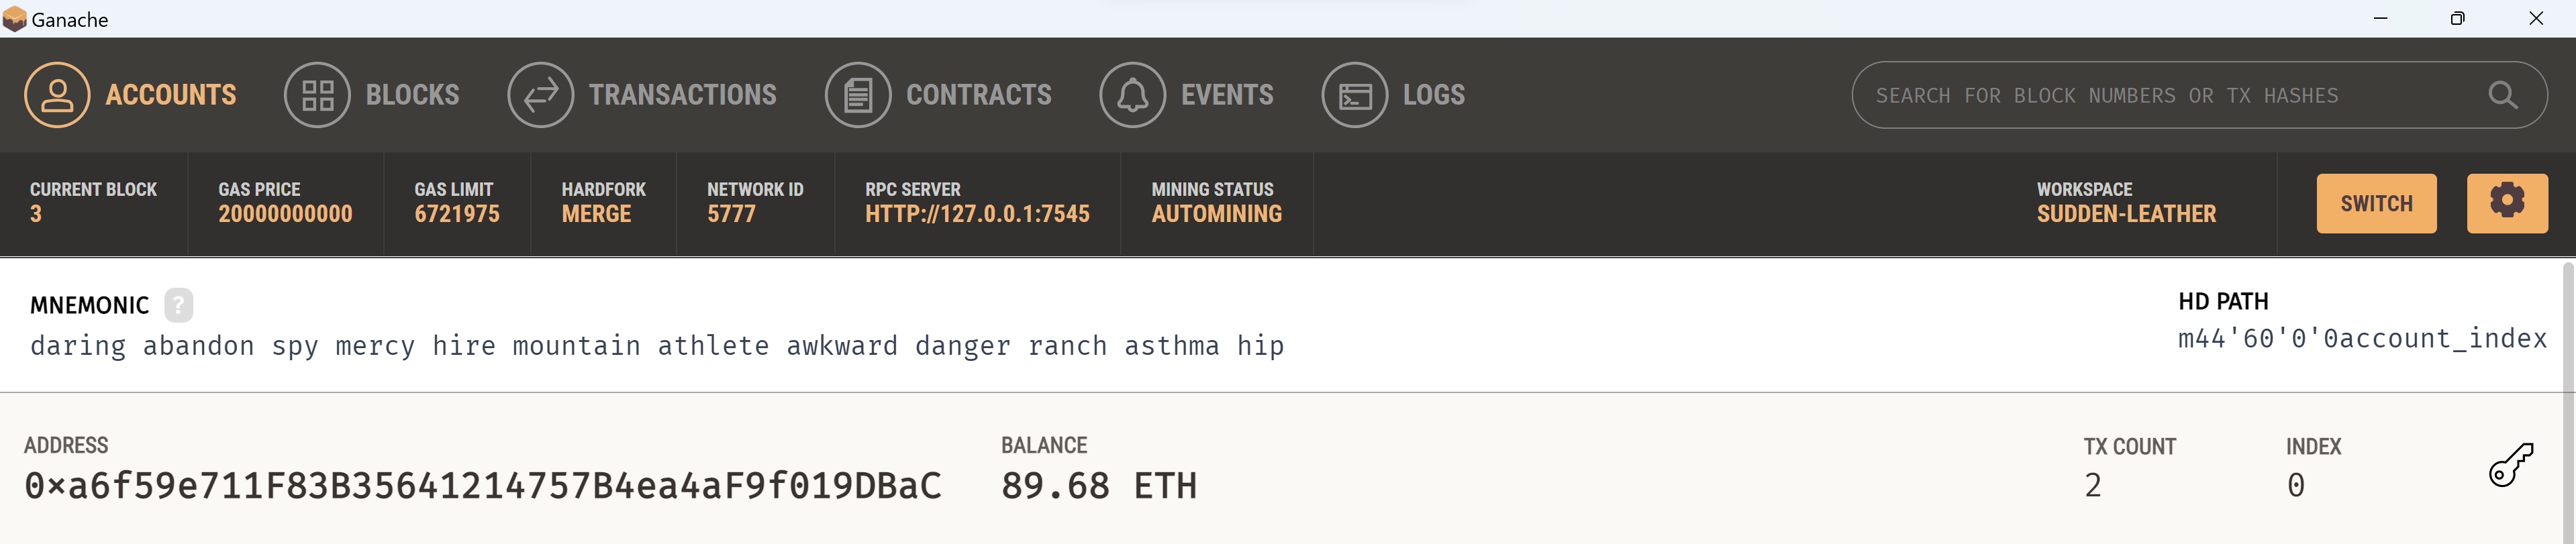 Ganache
ACCOUNTS BLOCKS TRANSACTIONS CONTRACTS EVENTS LOGS SEARCH FOR BLOCK NUMBERS OR TX HASHES
CURRENT BLOCK GAS PRICE GAS LIMIT HARDFORK NETWORK ID RPC SERVER MINING STATUS WORKSPACE
3 20000000000 6721975 MERGE 5777 HTTP://127.0.0.1:7545 AUTOMINING SUDDEN-LEATHER SWITCH
MNEMONIC ? HD PATH
daring abandon spy mercy hire mountain athlete awkward danger ranch asthma hip m44'60'0'0account_index
ADDRESS BALANCE TX COUNT INDEX
0xa6f59e711F83B35641214757B4ea4aF9f019DBaC 89.68 ETH 2 0